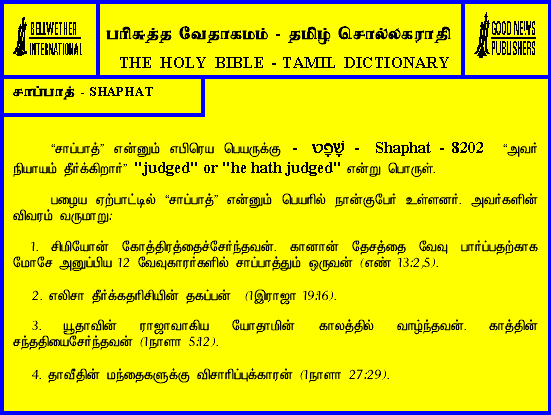 BELLWETHER
INTERNATIONAL
பரிசுத்த வேதாகமம் - தமிழ் சொல்லகராதி
THE HOLY BIBLE - TAMIL DICTIONARY
GOOD NEWS
PUBLISHERS
சாப்பாத் - SHAPHAT
“சாப்பாத்” என்னும் எபிரெய பெயருக்கு - שָׁפָט - Shaphat - 8202 “அவர்
நியாயம் தீர்க்கிறார்” "judged" or "he hath judged" என்று பொருள்.
பழைய ஏற்பாட்டில் “சாப்பாத்” என்னும் பெயரில் நான்குபேர் உள்ளனர். அவர்களின்
விவரம் வருமாறு:
1. சிமியோன் கோத்திரத்தைச்சேர்ந்தவன். கானான் தேசத்தை வேவு பார்ப்பதற்காக
மோசே அனுப்பிய 12 வேவுகாரர்களில் சாப்பாத்தும் ஒருவன் (எண் 13:2,5).
2. எலிசா தீர்க்கதரிசியின் தகப்பன் (1இராஜா 19:16).
3. யூதாவின் ராஜாவாகிய யோதாமின் காலத்தில் வாழ்ந்தவன். காத்தின்
சந்ததியைசேர்ந்தவன் (1நாளா 5:12).
4. தாவீதின் மந்தைகளுக்கு விசாரிப்புக்காரன் (1நாளா 27:29).